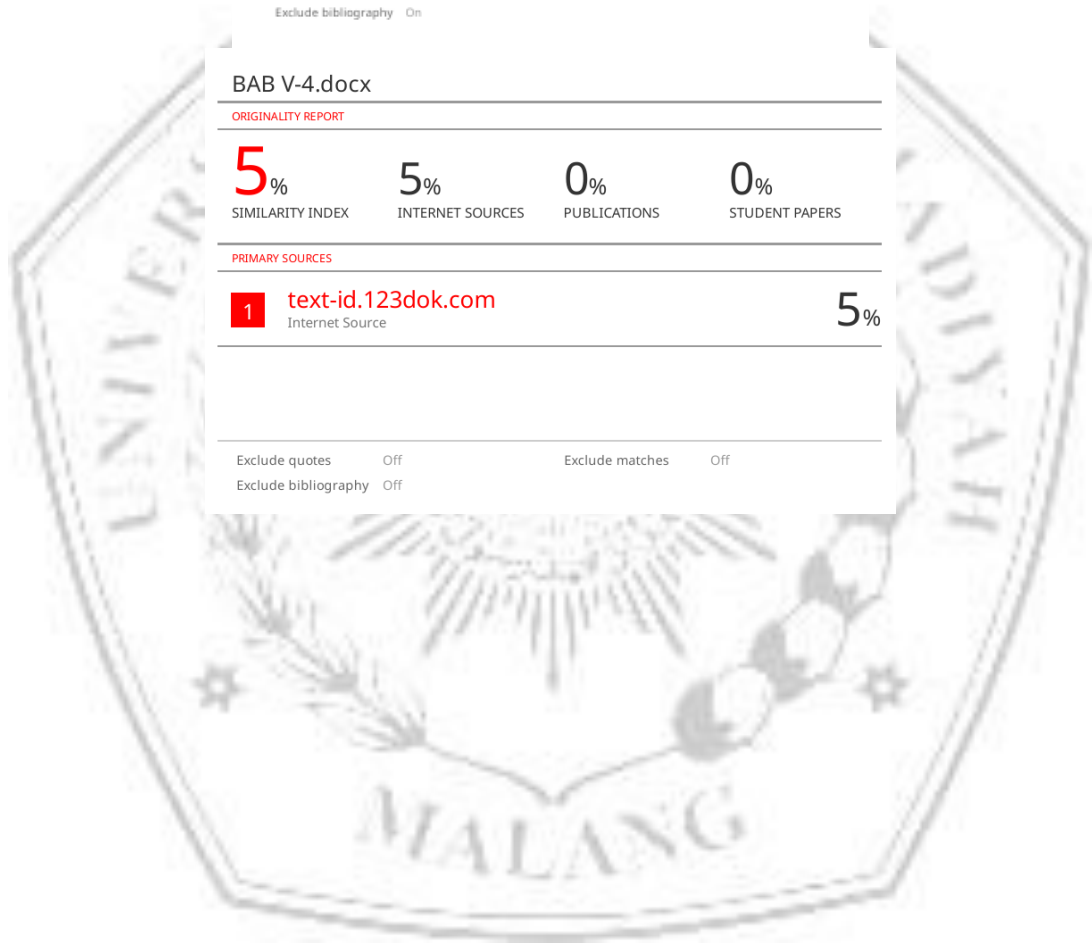 Exclude bibliography On
BAB V-4.docx
ORIGINALITY REPORT
5% 5% 0% 0%
SIMILARITY INDEX INTERNET SOURCES PUBLICATIONS STUDENT PAPERS
PRIMARY SOURCES
1 text-id.123dok.com 5%
Internet Source
Exclude quotes Off Exclude matches Off
Exclude bibliography Off
MALANG